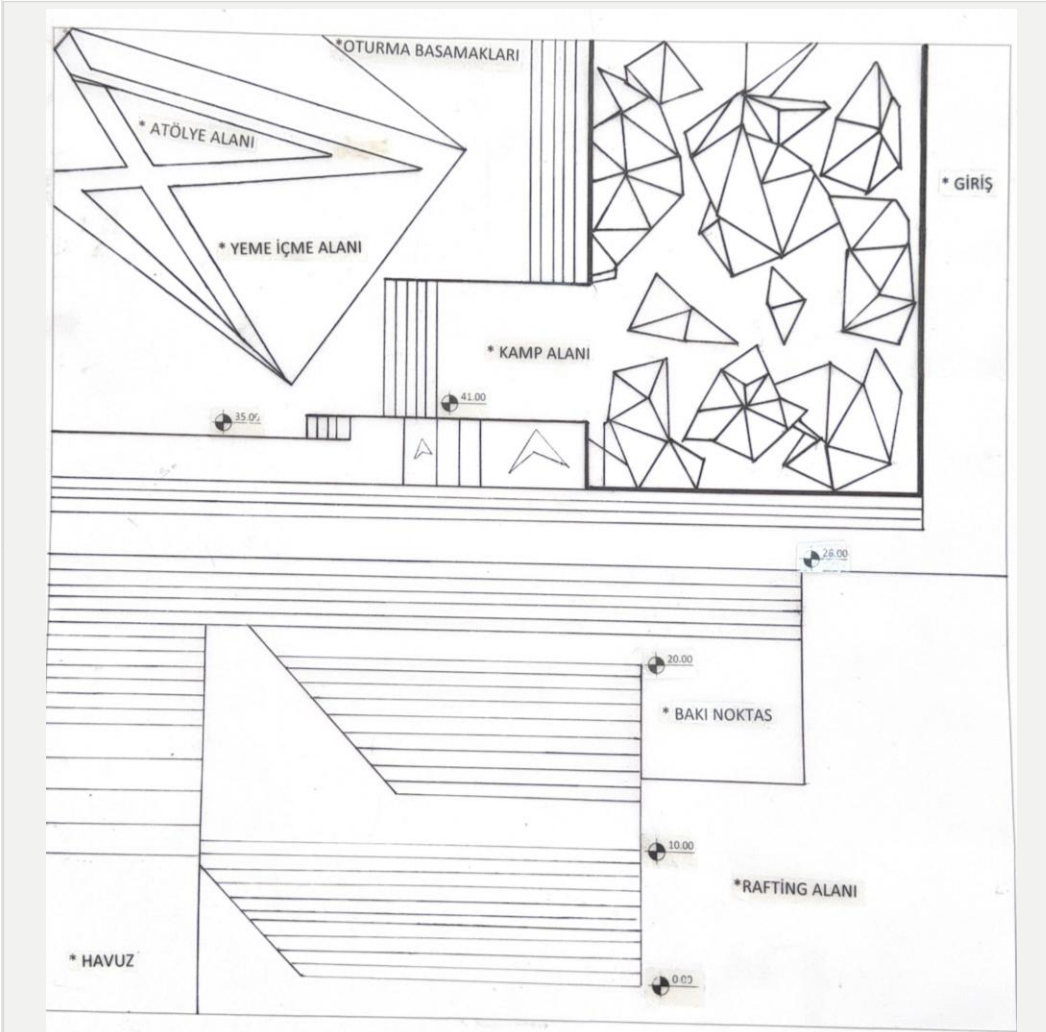 *OTURMA BASAMAKLARI
* ATÖLYE ALANI
* GİRİŞ
* YEME İÇME ALANI
* KAMP ALANI
41.00
35.00
26.00
20.00
* BAKI NOKTAS
10.00
*RAFTİNG ALANI
* HAVUZ
0.00